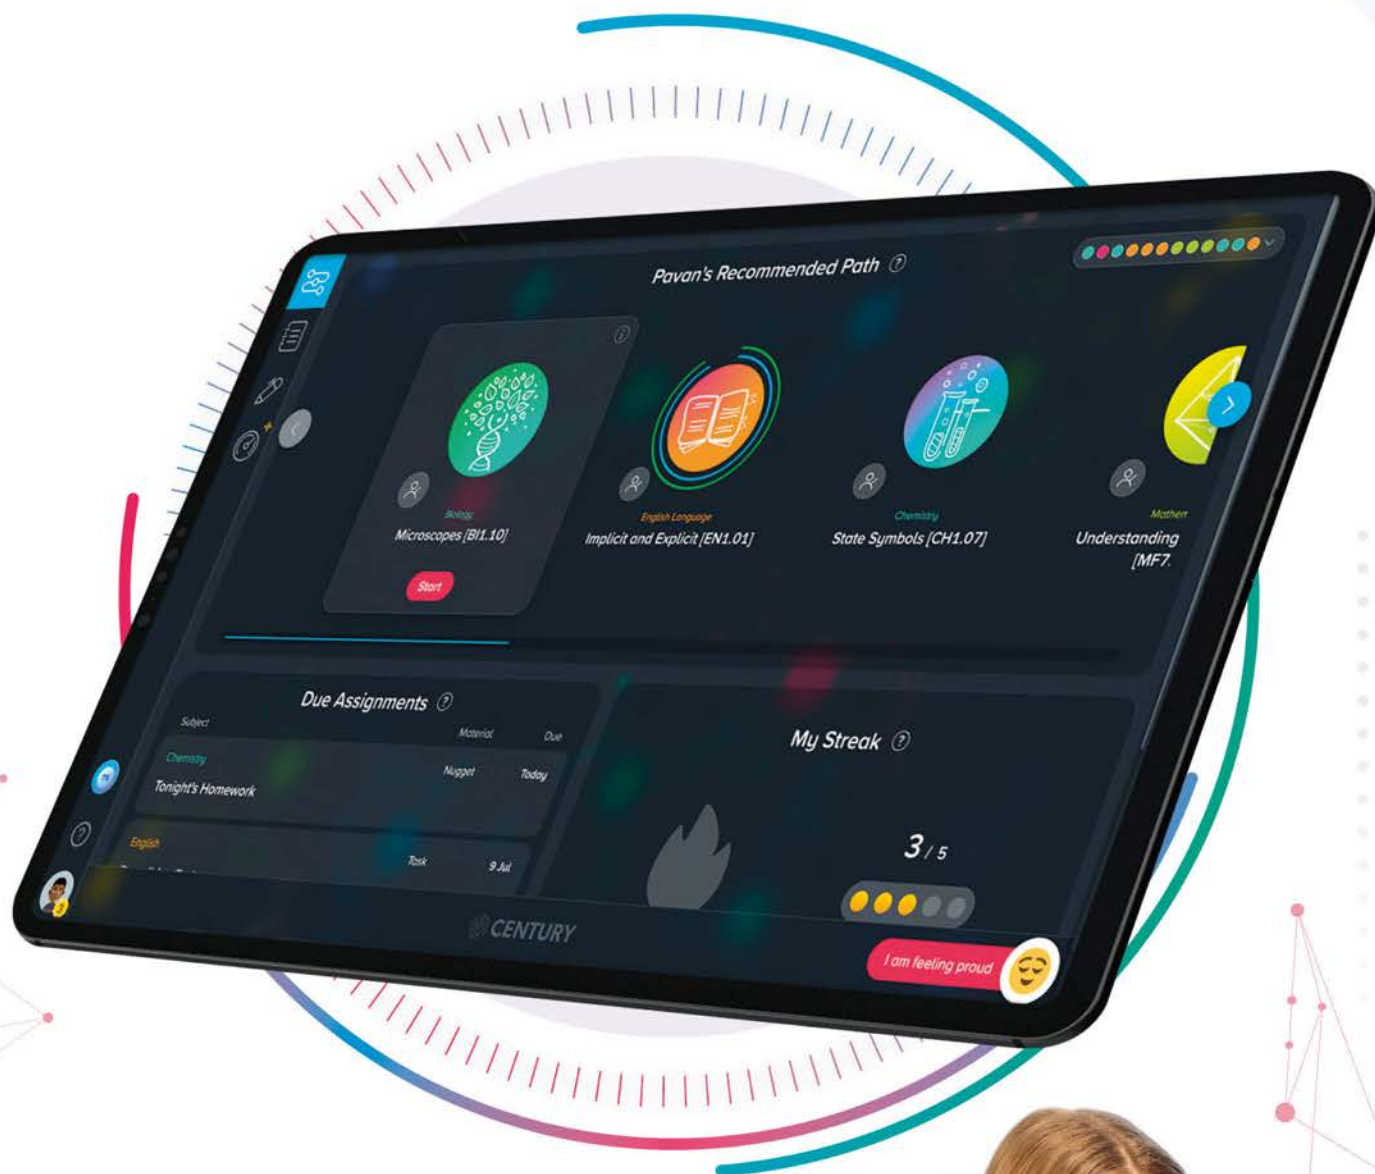 Pavan's Recommended Path
Biology
Microscopes [BI1.10]
Start
English Language
Implicit and Explicit [EN1.01]
Chemistry
State Symbols [CH1.07]
Mathem
Understanding
[MF7.
Due Assignments
Subject
Material
Due
Chemistry
Nugget
Today
Tonight's Homework
English
Task
9 Jul
My Streak
3 / 5
CENTURY
I am feeling proud